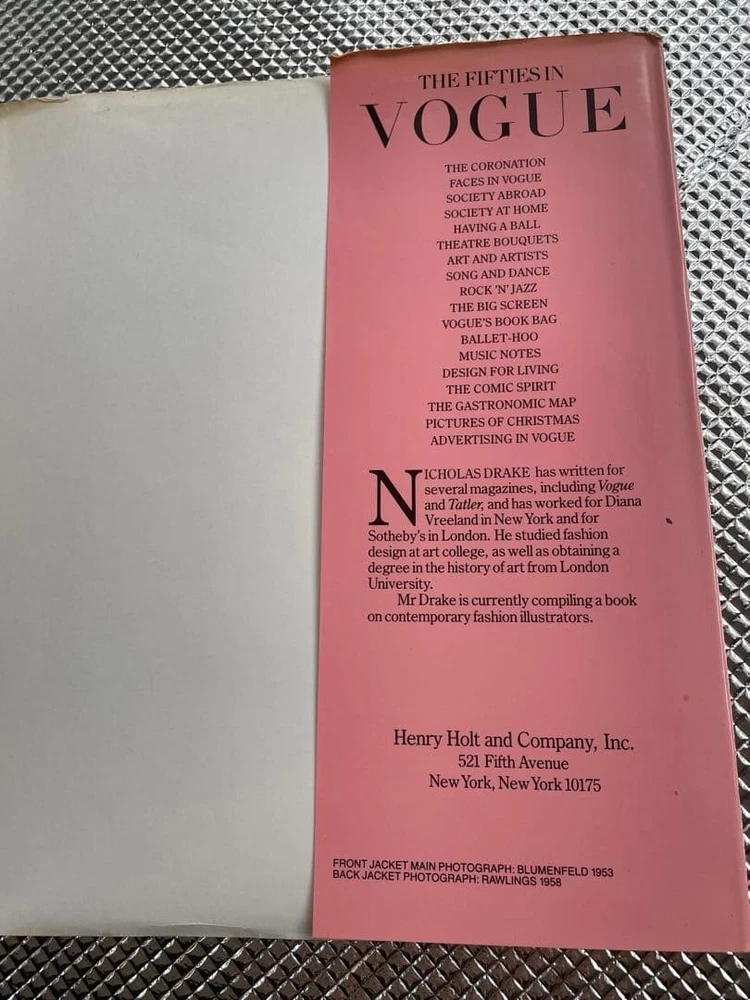 THE FIFTIES IN
VOGUE
THE CORONATION
FACES IN VOGUE
SOCIETY ABROAD
SOCIETY AT HOME
HAVING A BALL
THEATRE BOUQUETS
ART AND ARTISTS
SONG AND DANCE
ROCK 'N' JAZZ
THE BIG SCREEN
VOGUE'S BOOK BAG
BALLET-HOO
MUSIC NOTES
DESIGN FOR LIVING
THE COMIC SPIRIT
THE GASTRONOMIC MAP
PICTURES OF CHRISTMAS
ADVERTISING IN VOGUE
NICHOLAS DRAKE has written for
several magazines, including Vogue
and Tatler, and has worked for Diana
Vreeland in New York and for
Sotheby's in London. He studied fashion
design at art college, as well as obtaining a
degree in the history of art from London
University.
Mr Drake is currently compiling a book
on contemporary fashion illustrators.
Henry Holt and Company, Inc.
521 Fifth Avenue
New York, New York 10175
FRONT JACKET MAIN PHOTOGRAPH: BLUMENFELD 1953
BACK JACKET PHOTOGRAPH: RAWLINGS 1958